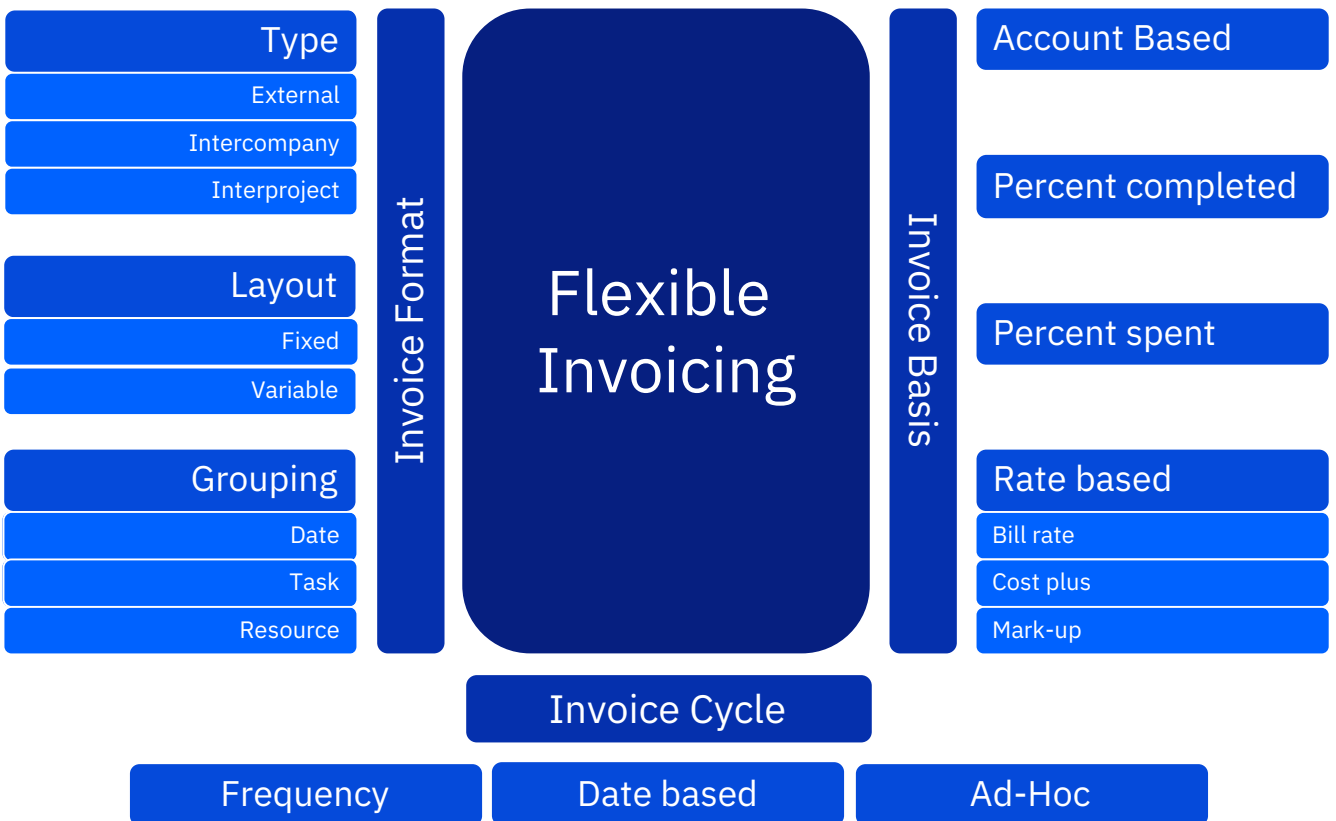 Type
External
Intercompany
Interproject
Layout
Fixed
Variable
Grouping
Date
Task
Resource
Invoice Format
Flexible
Invoicing
Invoice Basis
Account Based
Percent completed
Percent spent
Rate based
Bill rate
Cost plus
Mark-up
Invoice Cycle
Frequency
Date based
Ad-Hoc